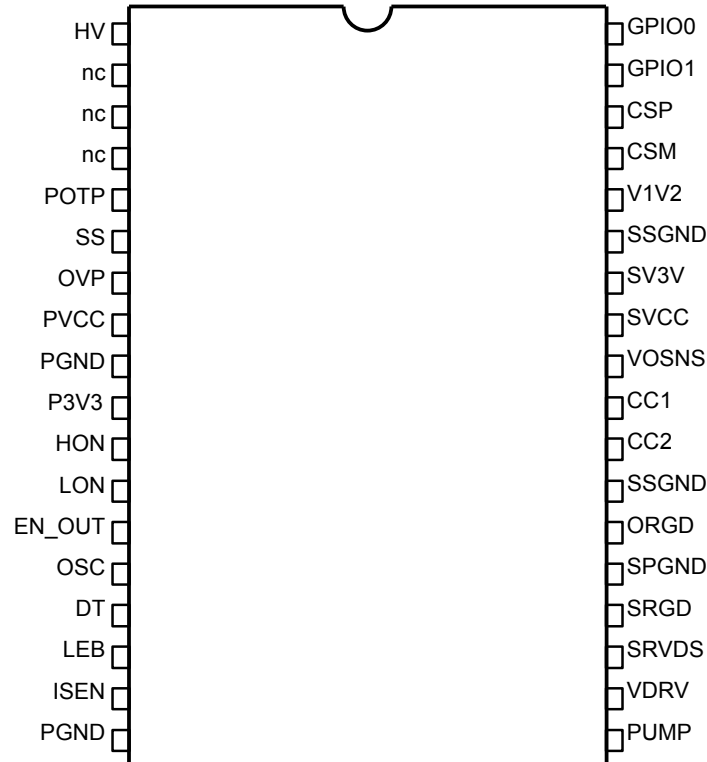 HV
nc
nc
nc
POTP
SS
OVP
PVCC
PGND
P3V3
HON
LON
EN_OUT
OSC
DT
LEB
ISEN
PGND
GPIO0
GPIO1
CSP
CSM
V1V2
SSGND
SV3V
SVCC
VOSNS
CC1
CC2
SSGND
ORGD
SPGND
SRGD
SRVDS
VDRV
PUMP